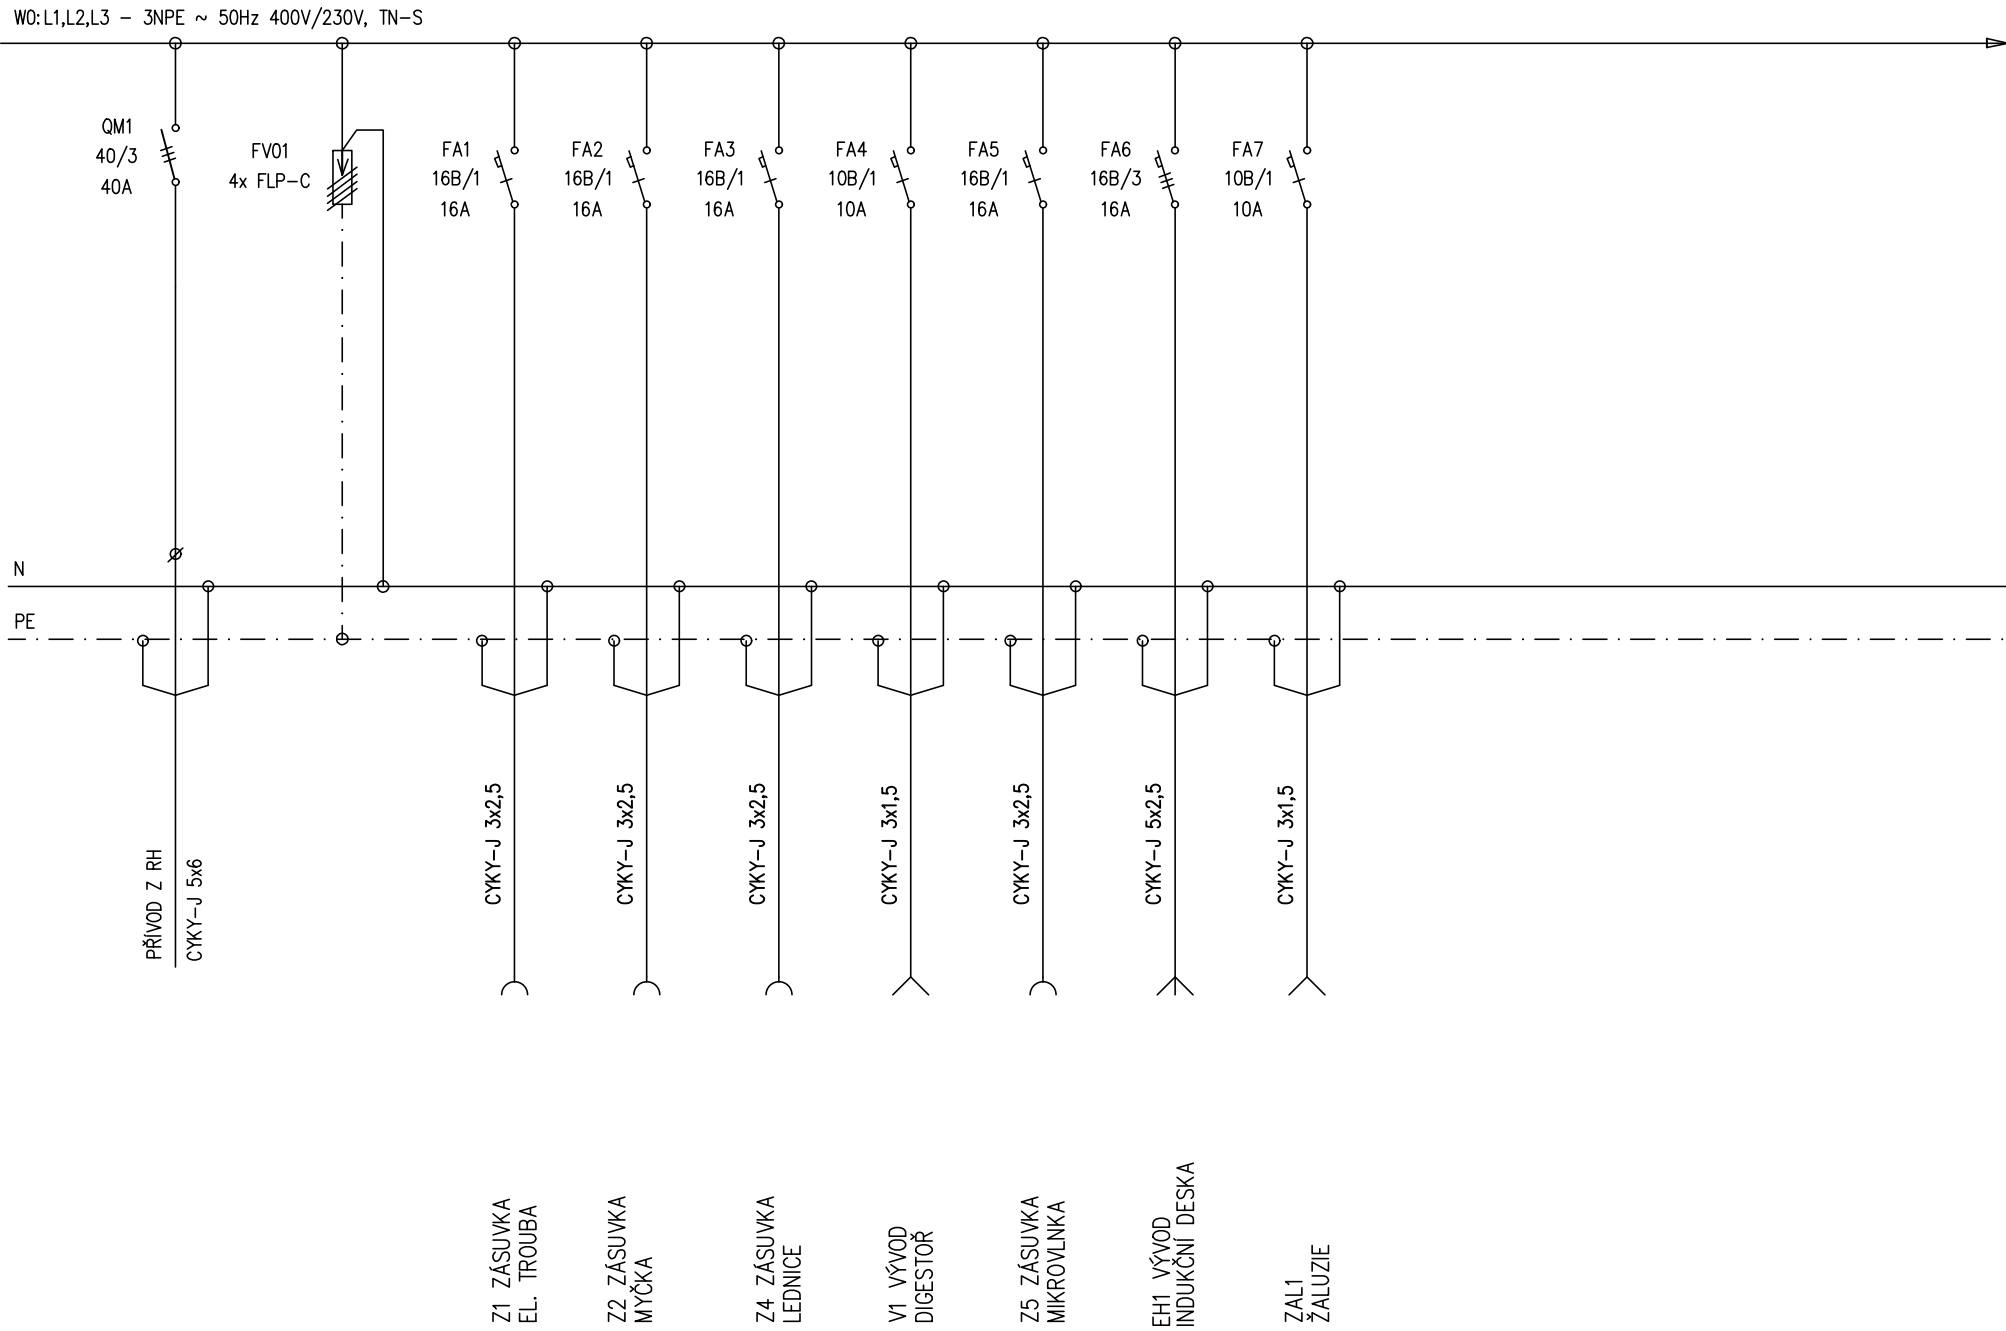 WO:L1,L2,L3 – 3NPE ~ 50Hz 400V/230V, TN–S
QM1
40/3
40A
FV01
4x FLP–C
FA1
16B/1
16A
FA2
16B/1
16A
FA3
16B/1
16A
FA4
10B/1
10A
FA5
16B/1
16A
FA6
16B/3
16A
FA7
10B/1
10A
N
PE
PŘÍVOD Z RH
CYKY–J 5x6
CYKY–J 3x2,5
CYKY–J 3x2,5
CYKY–J 3x2,5
CYKY–J 3x1,5
CYKY–J 3x2,5
CYKY–J 5x2,5
CYKY–J 3x1,5
Z1 ZÁSUVKA
EL. TROUBA
Z2 ZÁSUVKA
MYČKA
Z4 ZÁSUVKA
LEDNICE
V1 VÝVOD
DIGESTOŘ
Z5 ZÁSUVKA
MIKROVLNKA
EH1 VÝVOD
INDUKČNÍ DESKA
ZAL1
ŽALUZIE